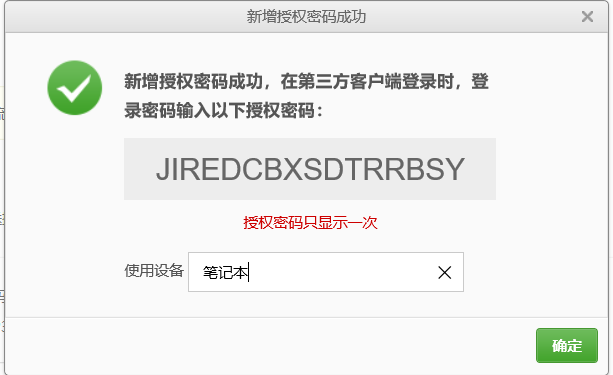 新增授权密码成功
新增授权密码成功，在第三方客户端登录时，登
录密码输入以下授权密码：
JIREDCBXSDTRRBSY
授权密码只显示一次
使用设备 笔记本
确定